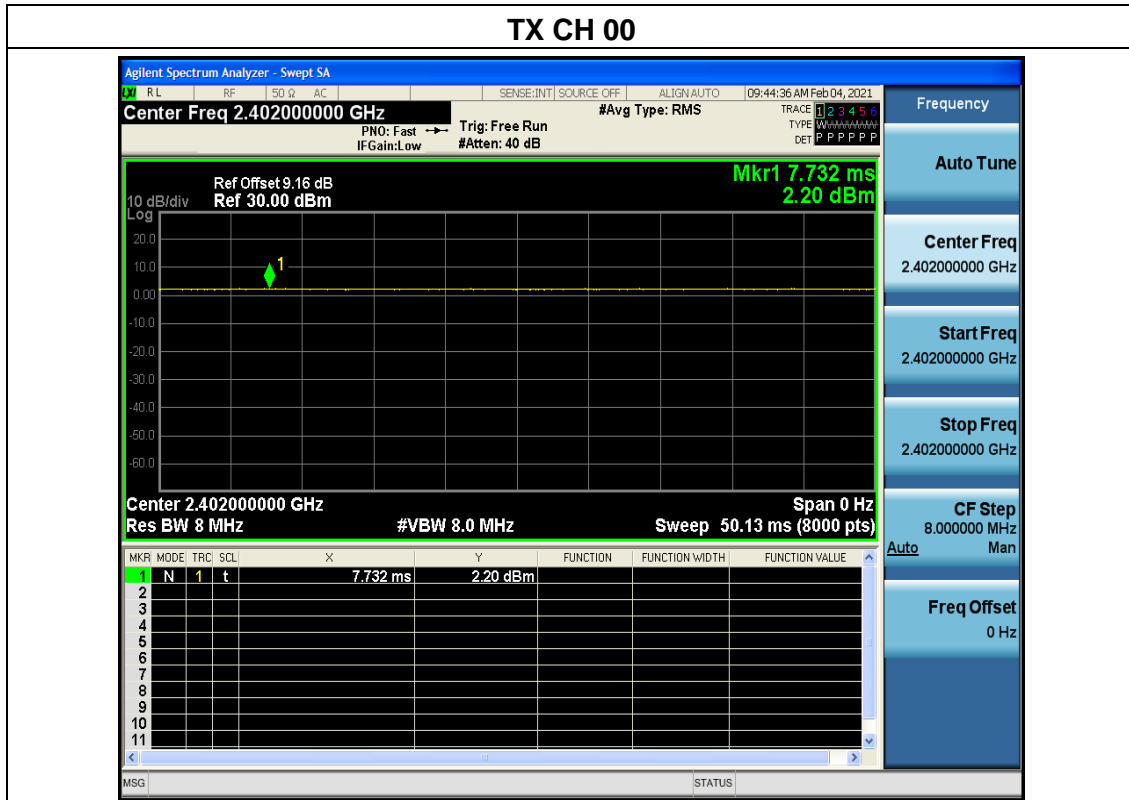 TX CH 00
Agilent Spectrum Analyzer - Swept SA
LXI RL RF 50 Ω AC SENSE:INT SOURCE OFF ALIGN AUTO 09:44:36 AM Feb 04, 2021
Center Freq 2.402000000 GHz
PNO: Fast
IFGain:Low
Trig: Free Run
#Atten: 40 dB
#Avg Type: RMS
TRACE 1 2 3 4 5 6
TYPE WWWWWW
DET P P P P P P
Mkr1 7.732 ms
2.20 dBm
Ref Offset 9.16 dB
10 dB/div Ref 30.00 dBm
Log
20.0
10.0
0.00
-10.0
-20.0
-30.0
-40.0
-50.0
-60.0
1
Center 2.402000000 GHz Span 0 Hz
Res BW 8 MHz #VBW 8.0 MHz Sweep 50.13 ms (8000 pts)
MKR MODE TRC SCL X Y FUNCTION FUNCTION WIDTH FUNCTION VALUE
1 N 1 t 7.732 ms 2.20 dBm
2
3
4
5
6
7
8
9
10
11
MSG STATUS
Frequency
Auto Tune
Center Freq
2.402000000 GHz
Start Freq
2.402000000 GHz
Stop Freq
2.402000000 GHz
CF Step
8.000000 MHz
Auto Man
Freq Offset
0 Hz